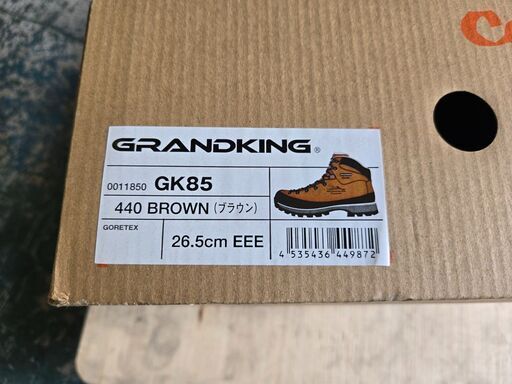 GRANDKING®
0011850 GK85
440 BROWN (ブラウン)
GORETEX
26.5cm EEE
4 535436 449872